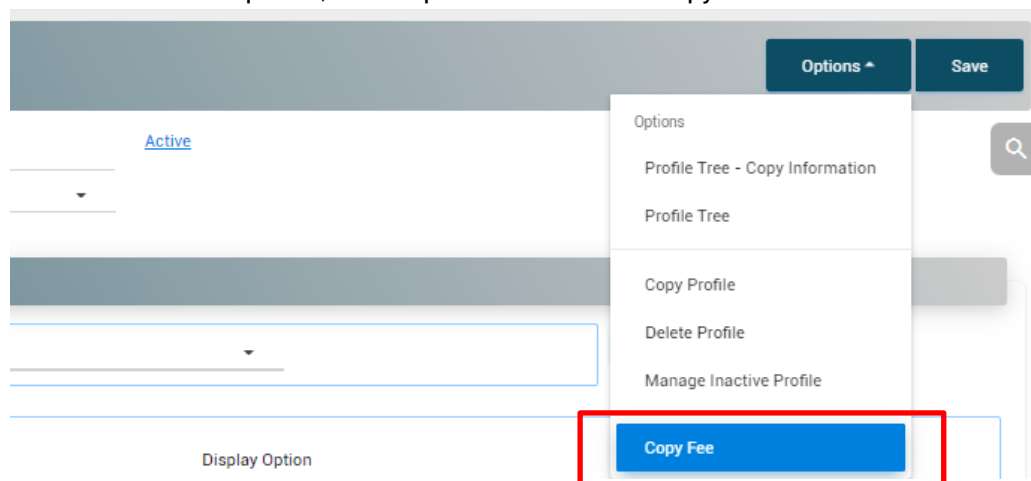 Options
Save
Active
Options
Profile Tree - Copy Information
Profile Tree
Copy Profile
Delete Profile
Manage Inactive Profile
Copy Fee
Display Option